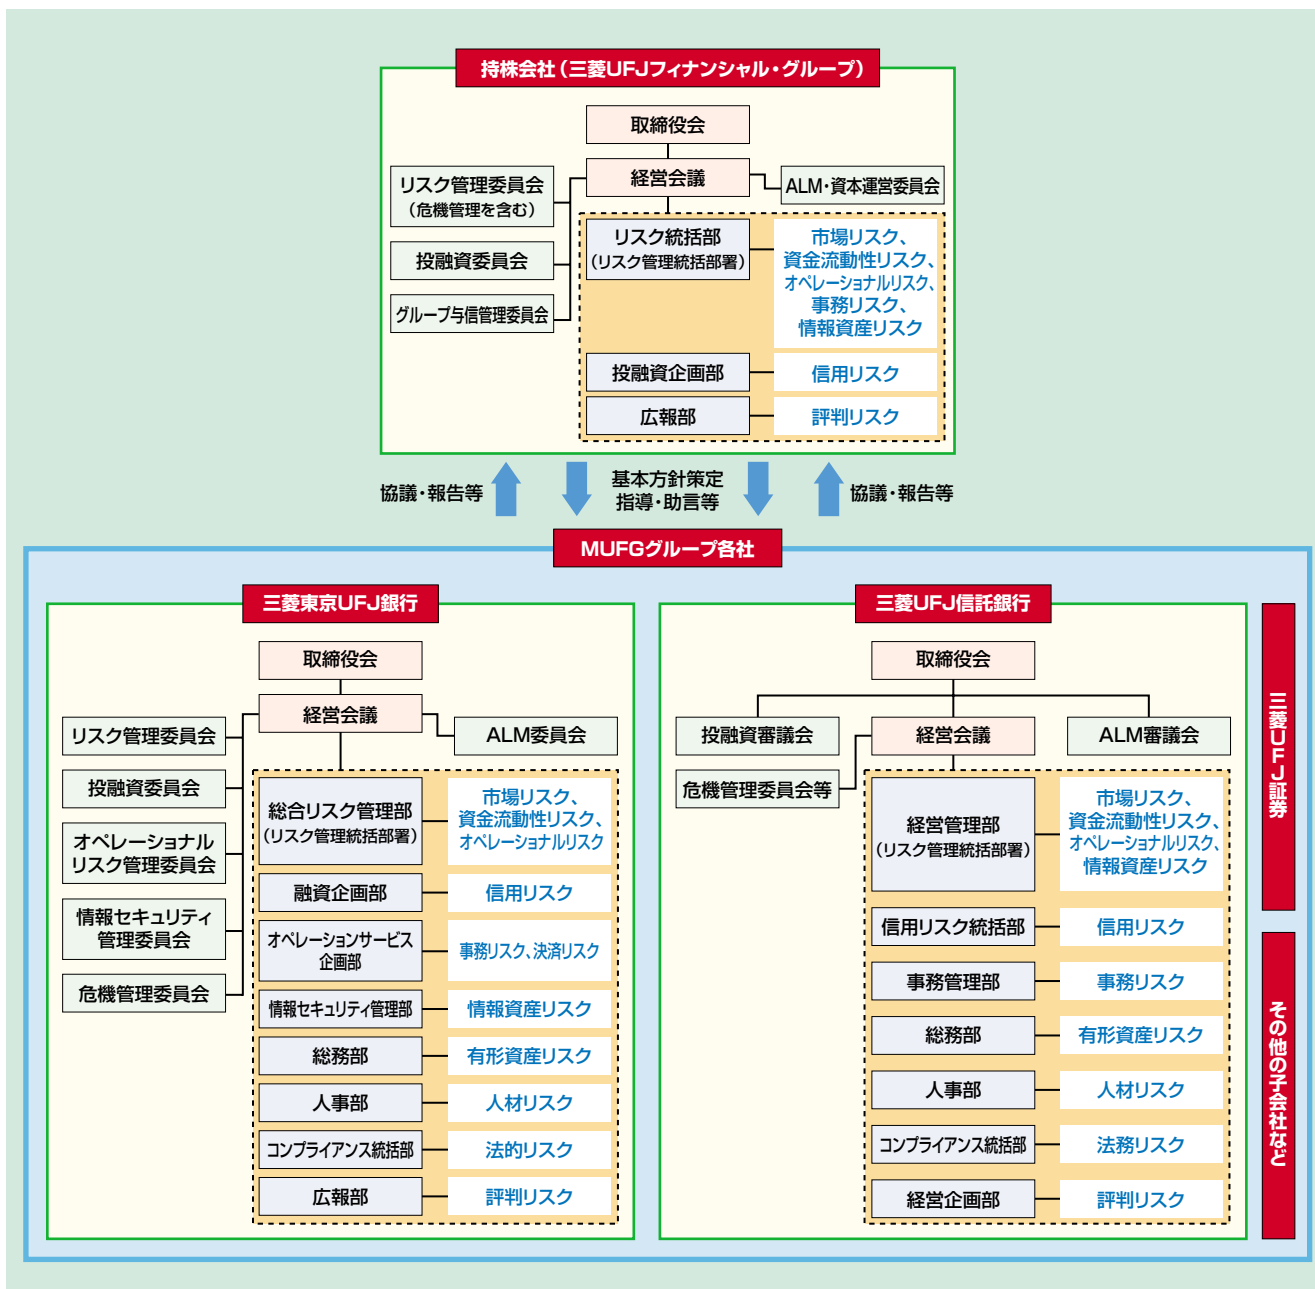 持株会社（三菱UFJフィナンシャル・グループ）
取締役会
経営会議
リスク管理委員会
（危機管理を含む）
投融資委員会
グループ与信管理委員会
ALM・資本運営委員会
リスク統括部
（リスク管理統括部署）
市場リスク、
資金流動性リスク、
オペレーショナルリスク、
事務リスク、
情報資産リスク
投融資企画部
信用リスク
広報部
評判リスク
協議・報告等
基本方針策定
指導・助言等
協議・報告等
MUFGグループ各社
三菱東京UFJ銀行
取締役会
経営会議
リスク管理委員会
投融資委員会
オペレーショナル
リスク管理委員会
情報セキュリティ
管理委員会
危機管理委員会
ALM委員会
総合リスク管理部
（リスク管理統括部署）
市場リスク、
資金流動性リスク、
オペレーショナルリスク
融資企画部
信用リスク
オペレーションサービス
企画部
事務リスク、決済リスク
情報セキュリティ管理部
情報資産リスク
総務部
有形資産リスク
人事部
人材リスク
コンプライアンス統括部
法的リスク
広報部
評判リスク
三菱UFJ信託銀行
取締役会
投融資審議会
経営会議
ALM審議会
危機管理委員会等
経営管理部
（リスク管理統括部署）
市場リスク、
資金流動性リスク、
オペレーショナルリスク、
情報資産リスク
信用リスク統括部
信用リスク
事務管理部
事務リスク
総務部
有形資産リスク
人事部
人材リスク
コンプライアンス統括部
法務リスク
経営企画部
評判リスク
三菱UFJ証券
その他の子会社など